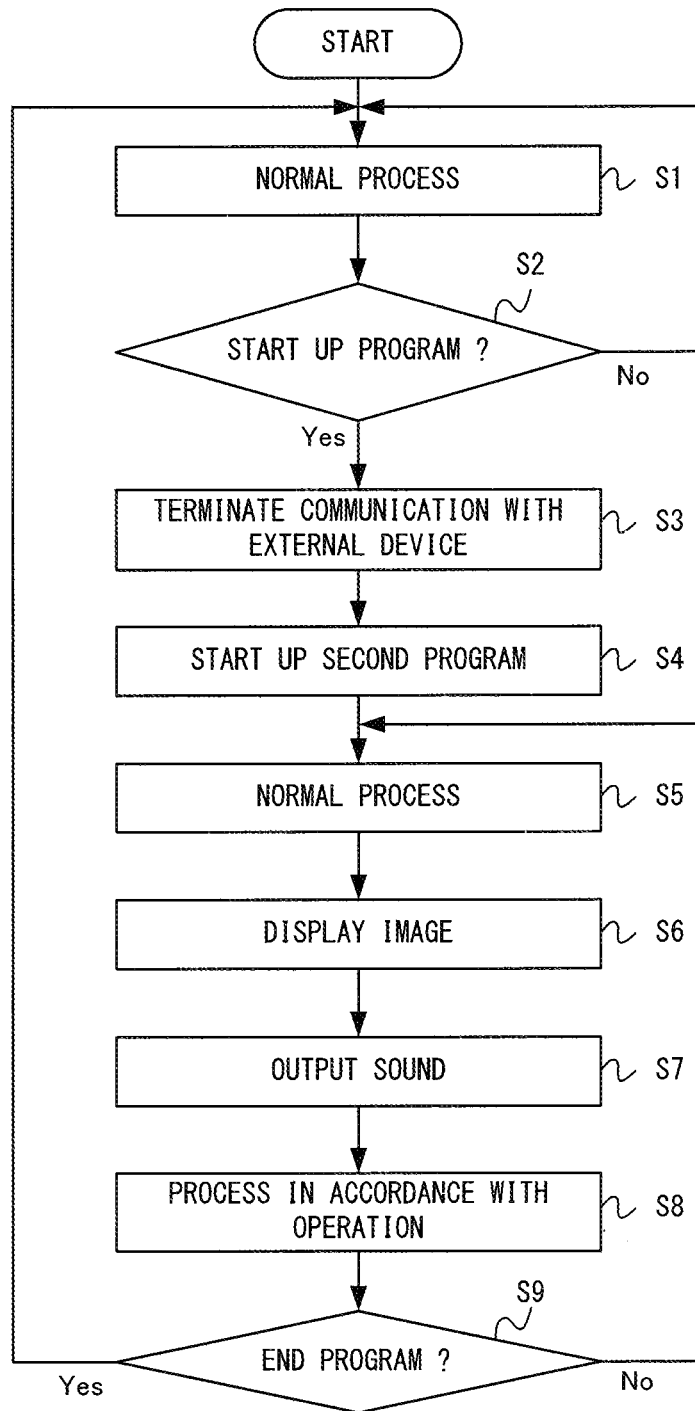 START
NORMAL PROCESS
S1
S2
START UP PROGRAM ?
No
Yes
TERMINATE COMMUNICATION WITH
EXTERNAL DEVICE
S3
START UP SECOND PROGRAM
S4
NORMAL PROCESS
S5
DISPLAY IMAGE
S6
OUTPUT SOUND
S7
PROCESS IN ACCORDANCE WITH
OPERATION
S8
S9
END PROGRAM ?
Yes
No